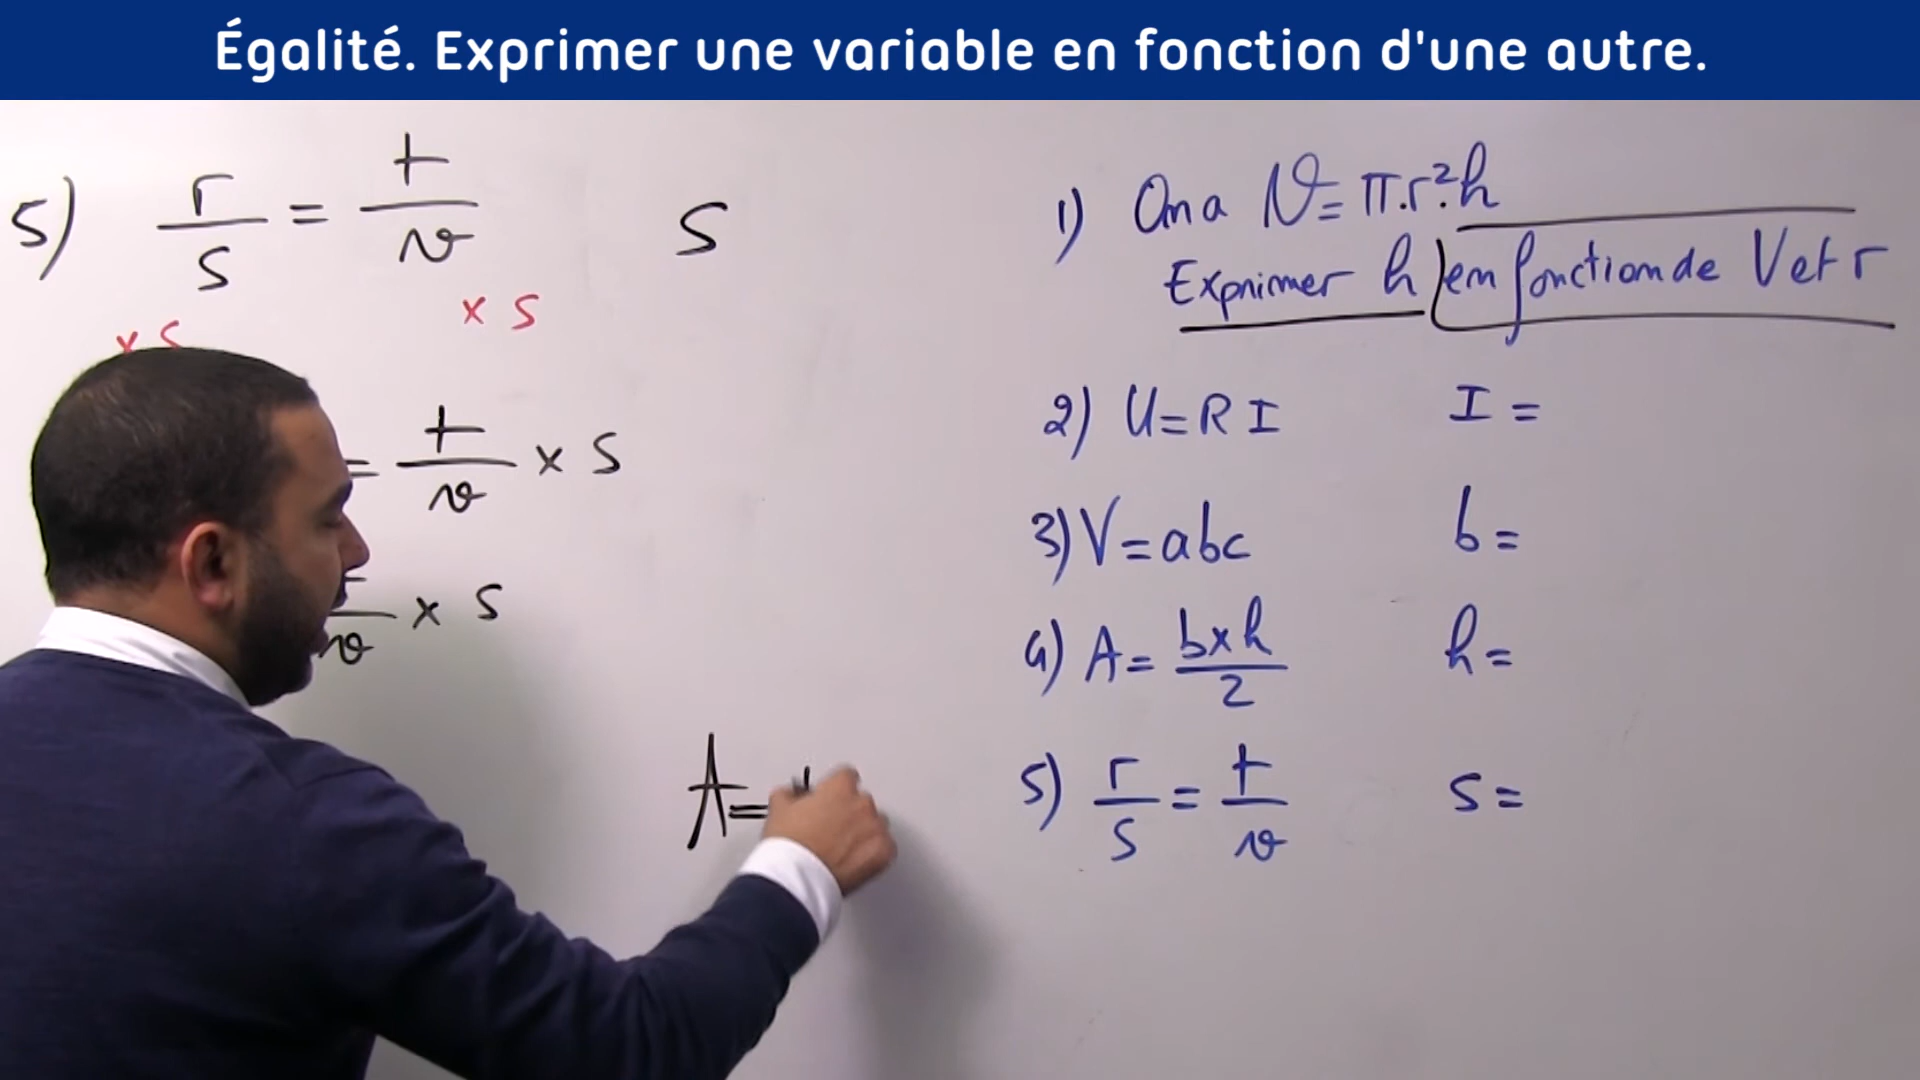 Égalité. Exprimer une variable en fonction d'une autre.
5) r/s = t/v   s
× s   × s
= t/v × s
/v × s
A =
1) On a V = π.r².h
Exprimer h en fonction de V et r
2) U = R I   I =
3) V = abc   b =
4) A = b×h/2   h =
5) r/s = t/v   s =